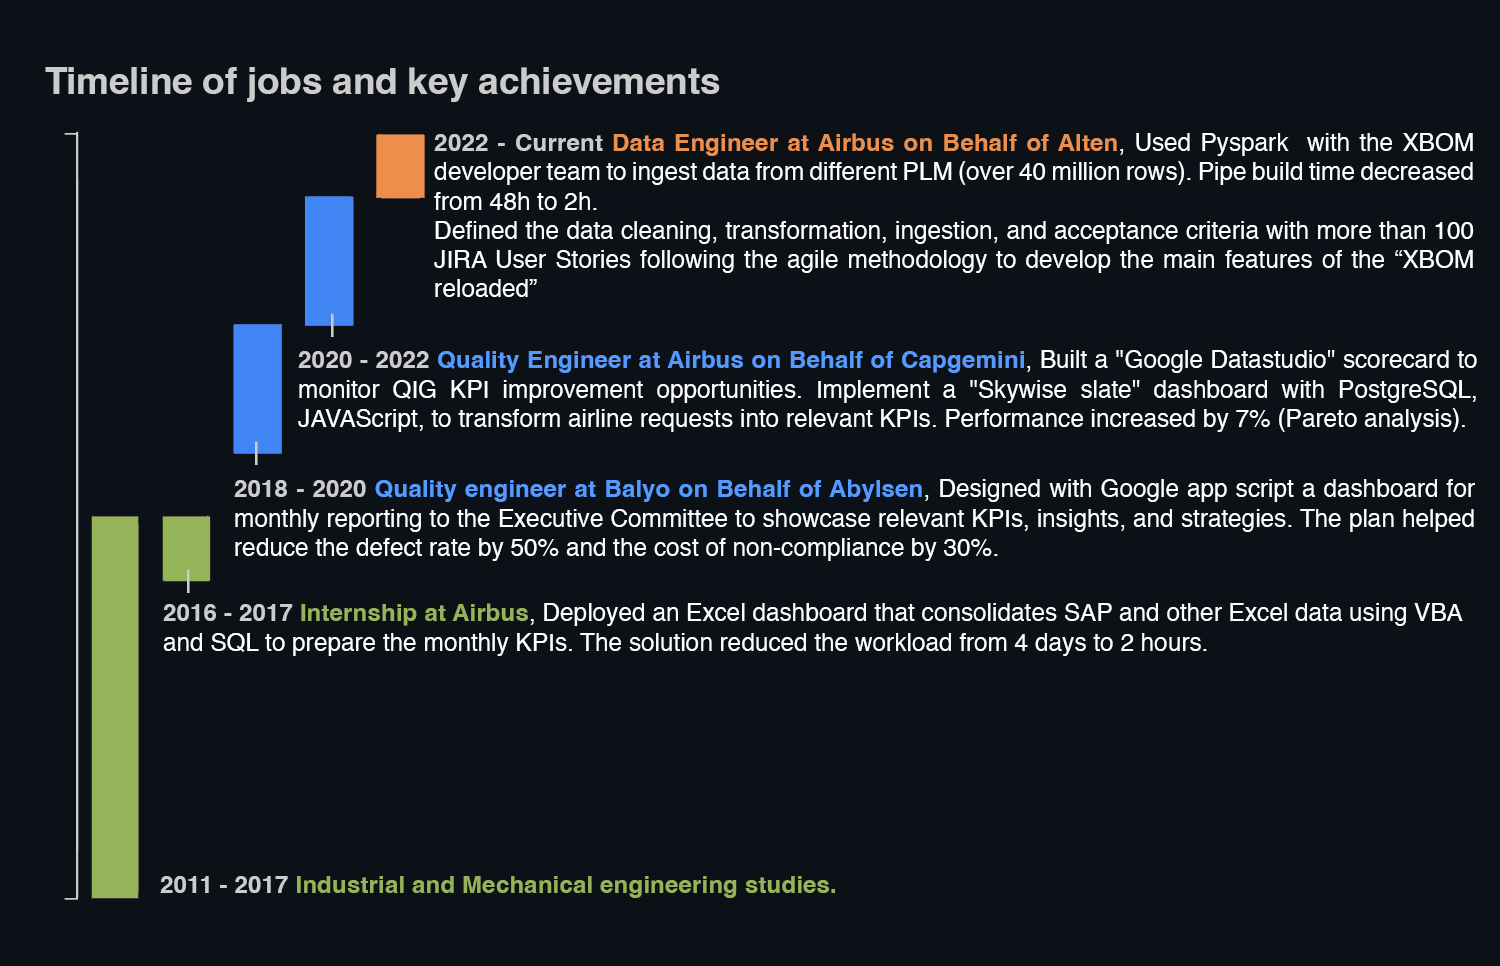 Timeline of jobs and key achievements
2022 - Current Data Engineer at Airbus on Behalf of Alten, Used Pyspark with the XBOM
developer team to ingest data from different PLM (over 40 million rows). Pipe build time decreased
from 48h to 2h.
Defined the data cleaning, transformation, ingestion, and acceptance criteria with more than 100
JIRA User Stories following the agile methodology to develop the main features of the “XBOM
reloaded”
2020 - 2022 Quality Engineer at Airbus on Behalf of Capgemini, Built a "Google Datastudio" scorecard to
monitor QIG KPI improvement opportunities. Implement a "Skywise slate" dashboard with PostgreSQL,
JAVAScript, to transform airline requests into relevant KPIs. Performance increased by 7% (Pareto analysis).
2018 - 2020 Quality engineer at Balyo on Behalf of Abylsen, Designed with Google app script a dashboard for
monthly reporting to the Executive Committee to showcase relevant KPIs, insights, and strategies. The plan helped
reduce the defect rate by 50% and the cost of non-compliance by 30%.
2016 - 2017 Internship at Airbus, Deployed an Excel dashboard that consolidates SAP and other Excel data using VBA
and SQL to prepare the monthly KPIs. The solution reduced the workload from 4 days to 2 hours.
2011 - 2017 Industrial and Mechanical engineering studies.